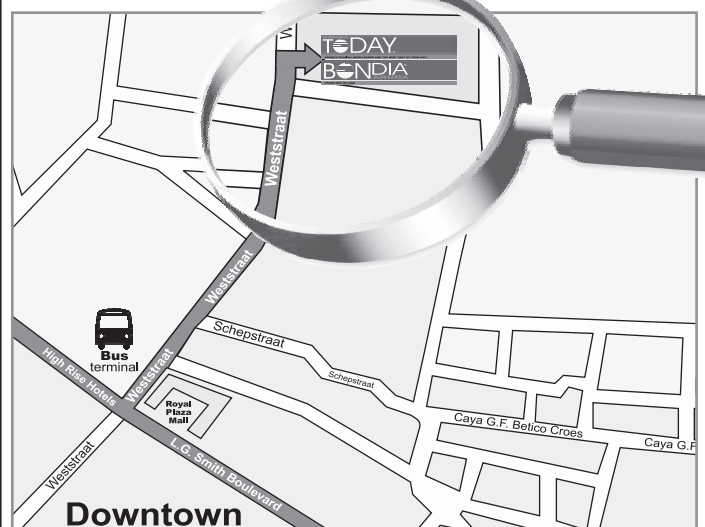 W
TODAY
BONDIA
Weststraat
Weststraat
Schepstraat
Bus
terminal
High Rise Hotels
Weststraat
Schepstraat
Royal
Plaza
Mall
Caya G.F. Betico Croes
Caya G.F
L.G. Smith Boulevard
Weststraat
Downtown